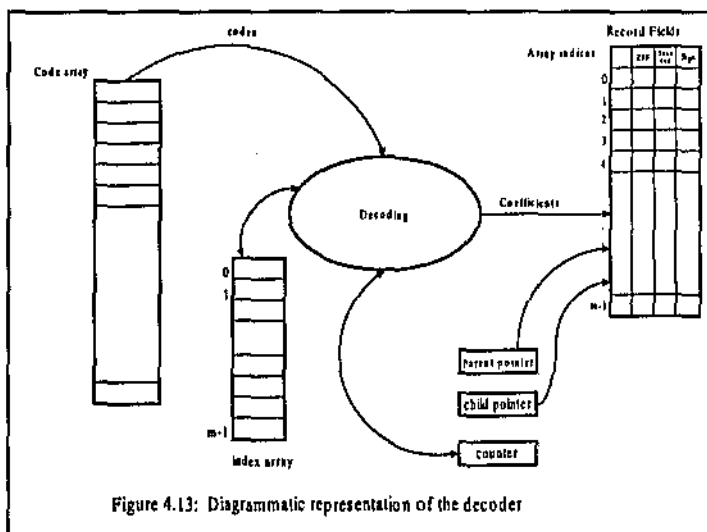 codes
Record Fields
Array indices
Code array
0
1
2
3
4
Decoding
Coefficients
0
1
m-1
m-1
parent pointer
child pointer
counter
index array
Figure 4.13: Diagrammatic representation of the decoder